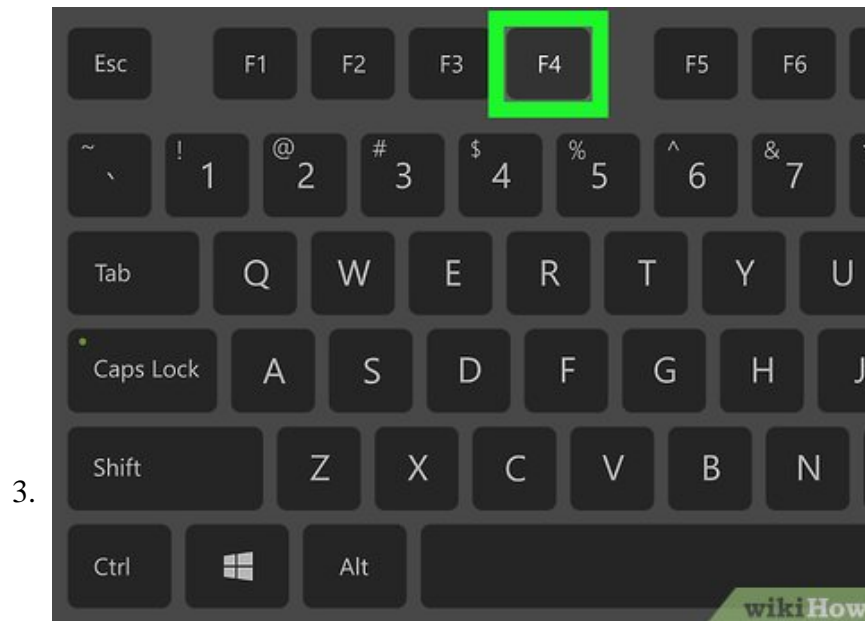 Esc F1 F2 F3 F4 F5 F6
~ ` ! 1 @ 2 # 3 $ 4 % 5 ^ 6 & 7
Tab Q W E R T Y U
Caps Lock A S D F G H J
Shift Z X C V B N
3.
Ctrl Alt
wikiHow